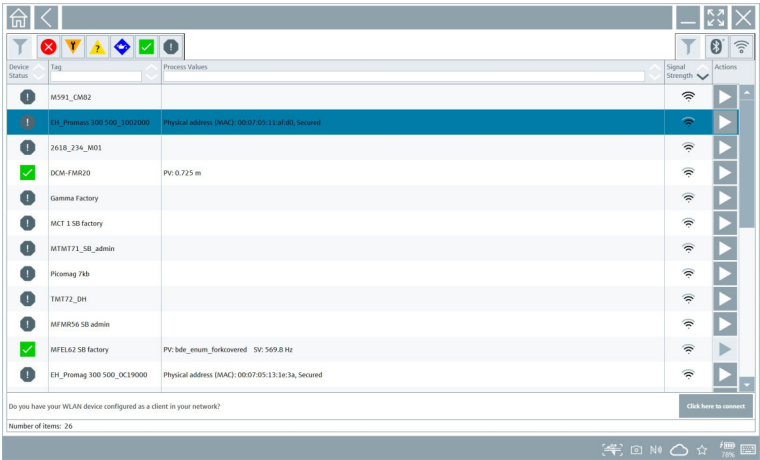 Device Status
Tag
Process Values
Signal Strength
Actions
M591_CM82
EH_Promass 300 500_1002000 Physical address (MAC): 00:07:05:11:af:d0, Secured
2618_234_M01
DCM-FMR20 PV: 0.725 m
Gamma Factory
MCT 1 SB factory
MTMT71_SB_admin
Picomag 7kb
TMT72_DH
MFMR56 SB admin
MFEL62 SB factory PV: bde_enum_forkcovered SV: 569.8 Hz
EH_Promag 300 500_0C19000 Physical address (MAC): 00:07:05:13:1e:3a, Secured
Do you have your WLAN device configured as a client in your network?
Click here to connect
Number of items: 26
78%